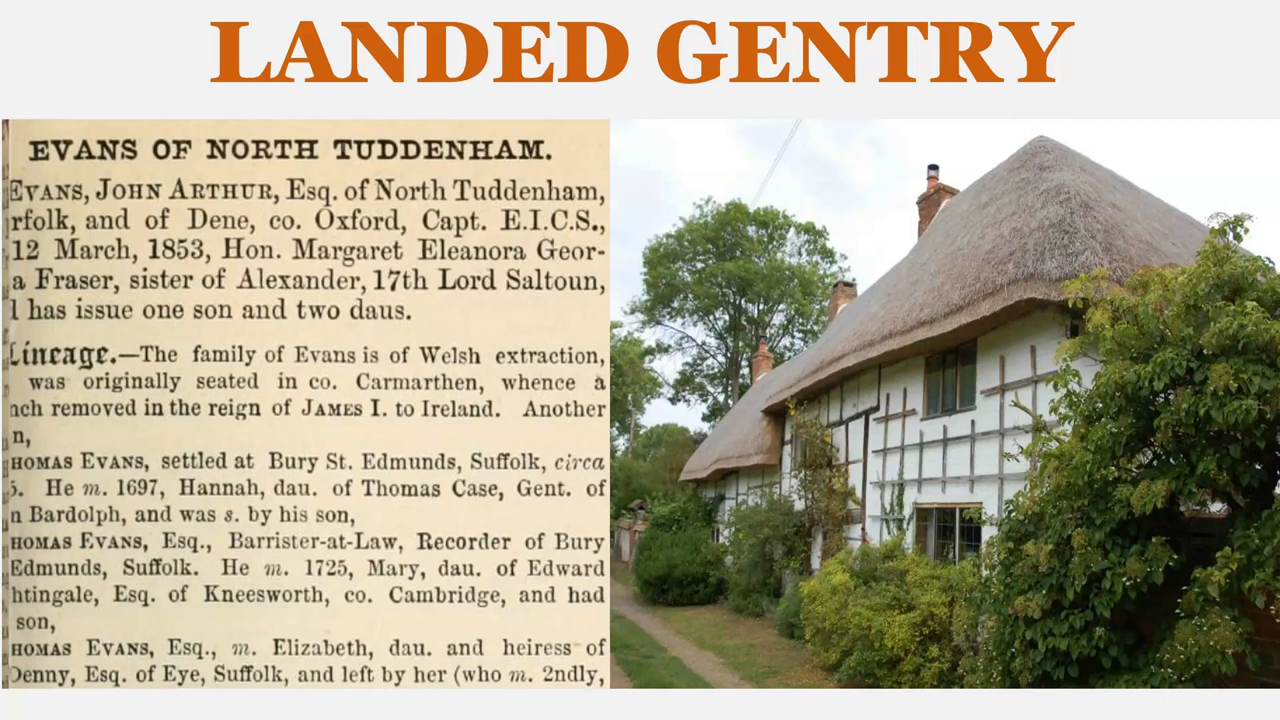 LANDED GENTRY
EVANS OF NORTH TUDDENHAM.
EVANS, JOHN ARTHUR, Esq. of North Tuddenham,
rfolk, and of Dene, co. Oxford, Capt. E.I.C.S.,
12 March, 1853, Hon. Margaret Eleanora Geor-
a Fraser, sister of Alexander, 17th Lord Saltoun,
l has issue one son and two daus.
Lineage.—The family of Evans is of Welsh extraction,
was originally seated in co. Carmarthen, whence a
nch removed in the reign of JAMES I. to Ireland. Another
n,
HOMAS EVANS, settled at Bury St. Edmunds, Suffolk, circa
5. He m. 1697, Hannah, dau. of Thomas Case, Gent. of
n Bardolph, and was s. by his son,
HOMAS EVANS, Esq., Barrister-at-Law, Recorder of Bury
Edmunds, Suffolk. He m. 1725, Mary, dau. of Edward
htingale, Esq. of Kneesworth, co. Cambridge, and had
son,
HOMAS EVANS, Esq., m. Elizabeth, dau. and heiress of
Denny, Esq. of Eye, Suffolk, and left by her (who m. 2ndly,